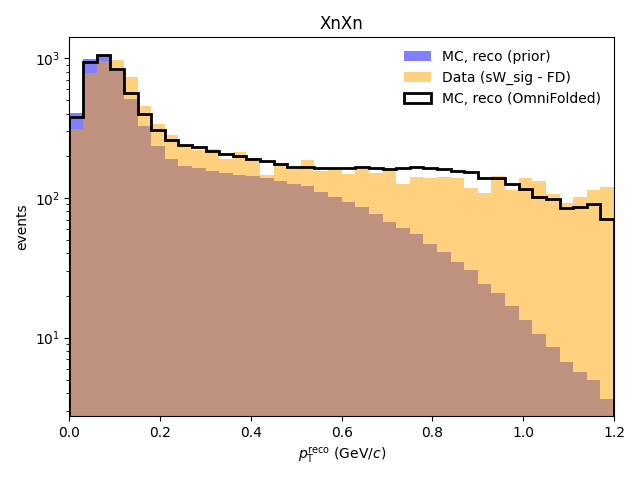 XnXn
MC, reco (prior)
Data (sW_sig - FD)
MC, reco (OmniFolded)
events
10³
10²
10¹
0.0 0.2 0.4 0.6 0.8 1.0 1.2
p_T^reco (GeV/c)